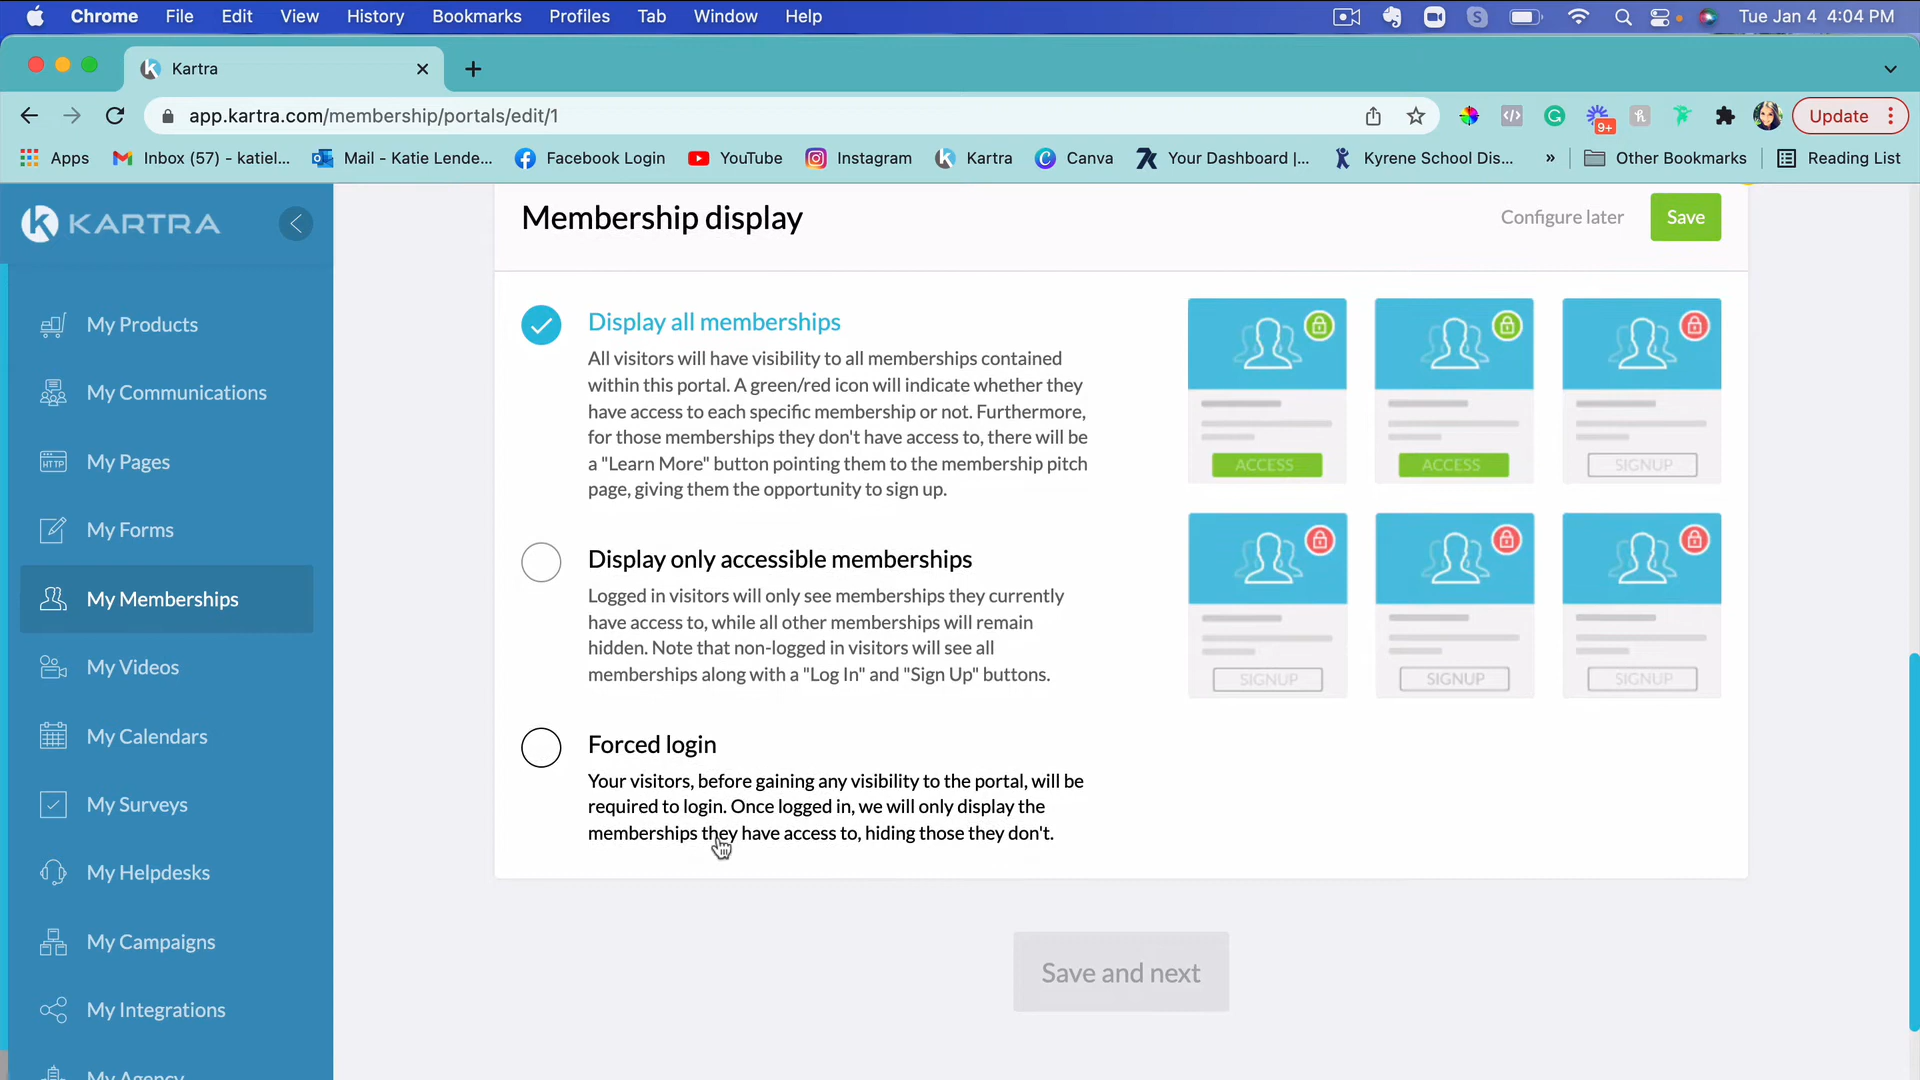 Chrome File Edit View History Bookmarks Profiles Tab Window Help Tue Jan 4 4:04 PM
Kartra
app.kartra.com/membership/portals/edit/1
9+
Update
Apps Inbox (57) - katiel... Mail - Katie Lende... Facebook Login YouTube Instagram Kartra Canva Your Dashboard |... Kyrene School Dis... » Other Bookmarks Reading List
KARTRA
My Products
My Communications
HTTP
My Pages
My Forms
My Memberships
My Videos
My Calendars
My Surveys
My Helpdesks
My Campaigns
My Integrations
My Agency
Membership display
Configure later
Save
Display all memberships
All visitors will have visibility to all memberships contained
within this portal. A green/red icon will indicate whether they
have access to each specific membership or not. Furthermore,
for those memberships they don't have access to, there will be
a "Learn More" button pointing them to the membership pitch
page, giving them the opportunity to sign up.
Display only accessible memberships
Logged in visitors will only see memberships they currently
have access to, while all other memberships will remain
hidden. Note that non-logged in visitors will see all
memberships along with a "Log In" and "Sign Up" buttons.
Forced login
Your visitors, before gaining any visibility to the portal, will be
required to login. Once logged in, we will only display the
memberships they have access to, hiding those they don't.
ACCESS ACCESS SIGNUP
SIGNUP SIGNUP SIGNUP
Save and next